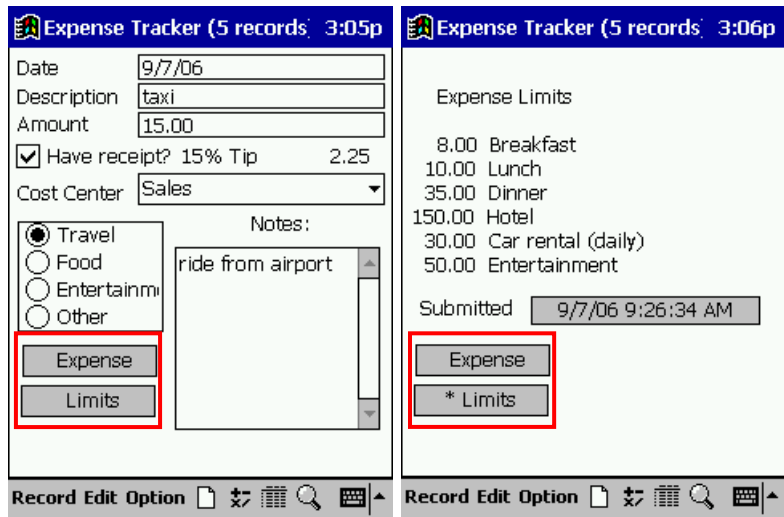 Expense Tracker (5 records) 3:05p
Date 9/7/06
Description taxi
Amount 15.00
Have receipt? 15% Tip 2.25
Cost Center Sales
Travel
Food
Entertainm
Other
Notes:
ride from airport
Expense
Limits
Record Edit Option
Expense Tracker (5 records) 3:06p
Expense Limits
8.00 Breakfast
10.00 Lunch
35.00 Dinner
150.00 Hotel
30.00 Car rental (daily)
50.00 Entertainment
Submitted 9/7/06 9:26:34 AM
Expense
* Limits
Record Edit Option